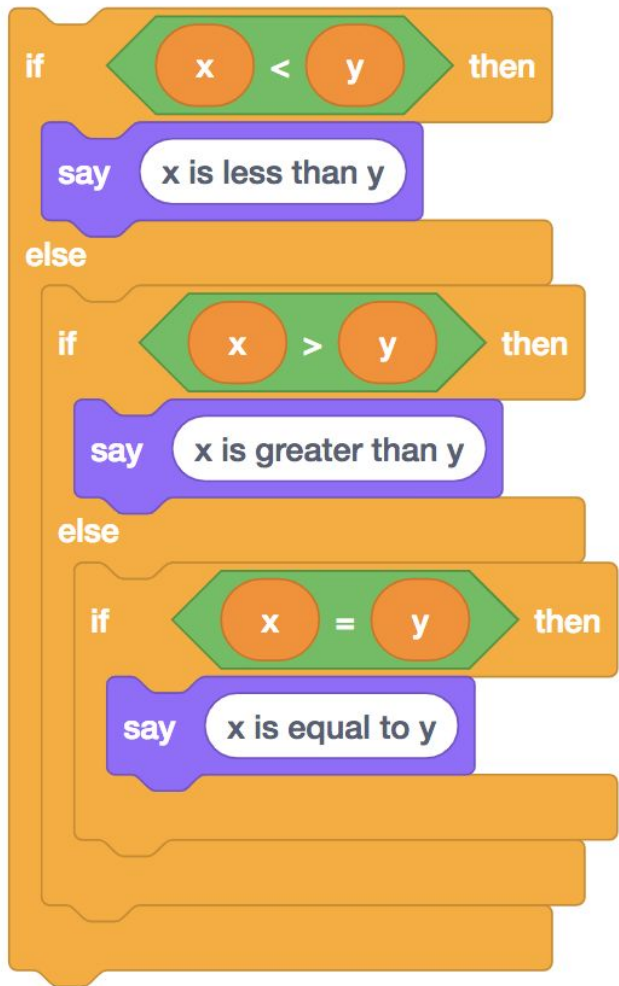 if x < y then
say x is less than y
else
if x > y then
say x is greater than y
else
if x = y then
say x is equal to y